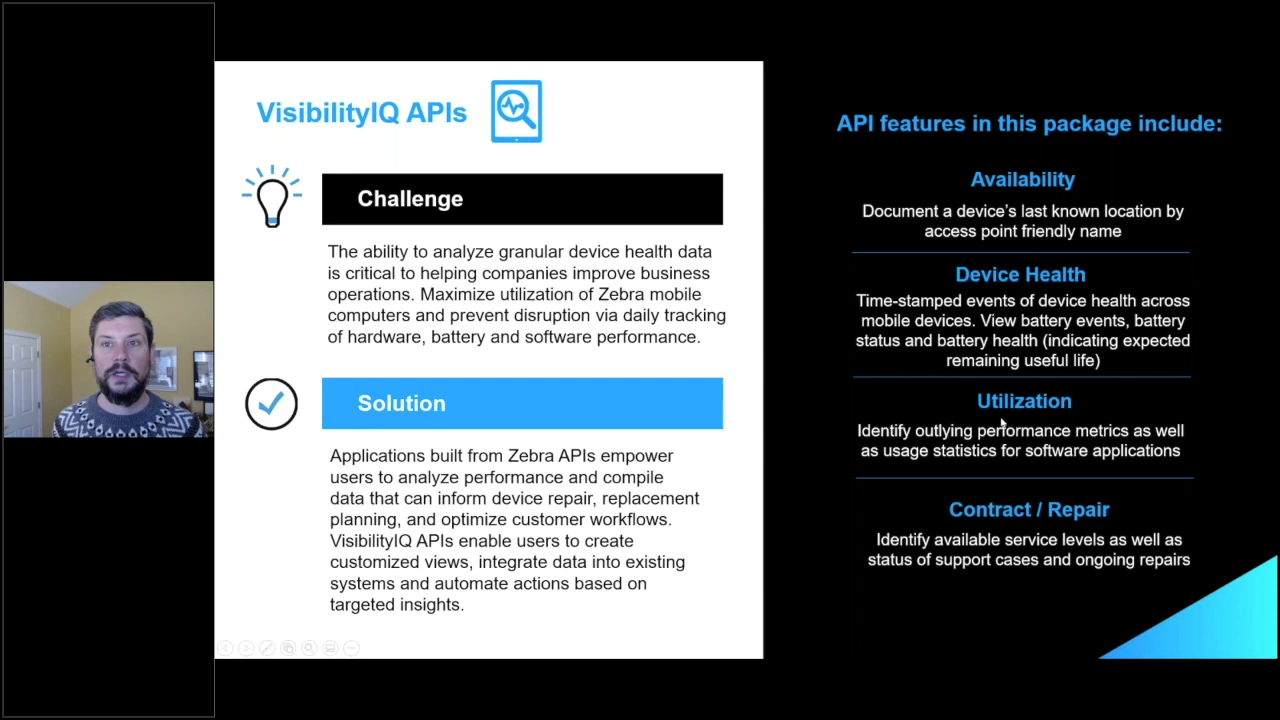 VisibilityIQ APIs
Challenge
The ability to analyze granular device health data
is critical to helping companies improve business
operations. Maximize utilization of Zebra mobile
computers and prevent disruption via daily tracking
of hardware, battery and software performance.
Solution
Applications built from Zebra APIs empower
users to analyze performance and compile
data that can inform device repair, replacement
planning, and optimize customer workflows.
VisibilityIQ APIs enable users to create
customized views, integrate data into existing
systems and automate actions based on
targeted insights.
API features in this package include:
Availability
Document a device's last known location by
access point friendly name
Device Health
Time-stamped events of device health across
mobile devices. View battery events, battery
status and battery health (indicating expected
remaining useful life)
Utilization
Identify outlying performance metrics as well
as usage statistics for software applications
Contract / Repair
Identify available service levels as well as
status of support cases and ongoing repairs